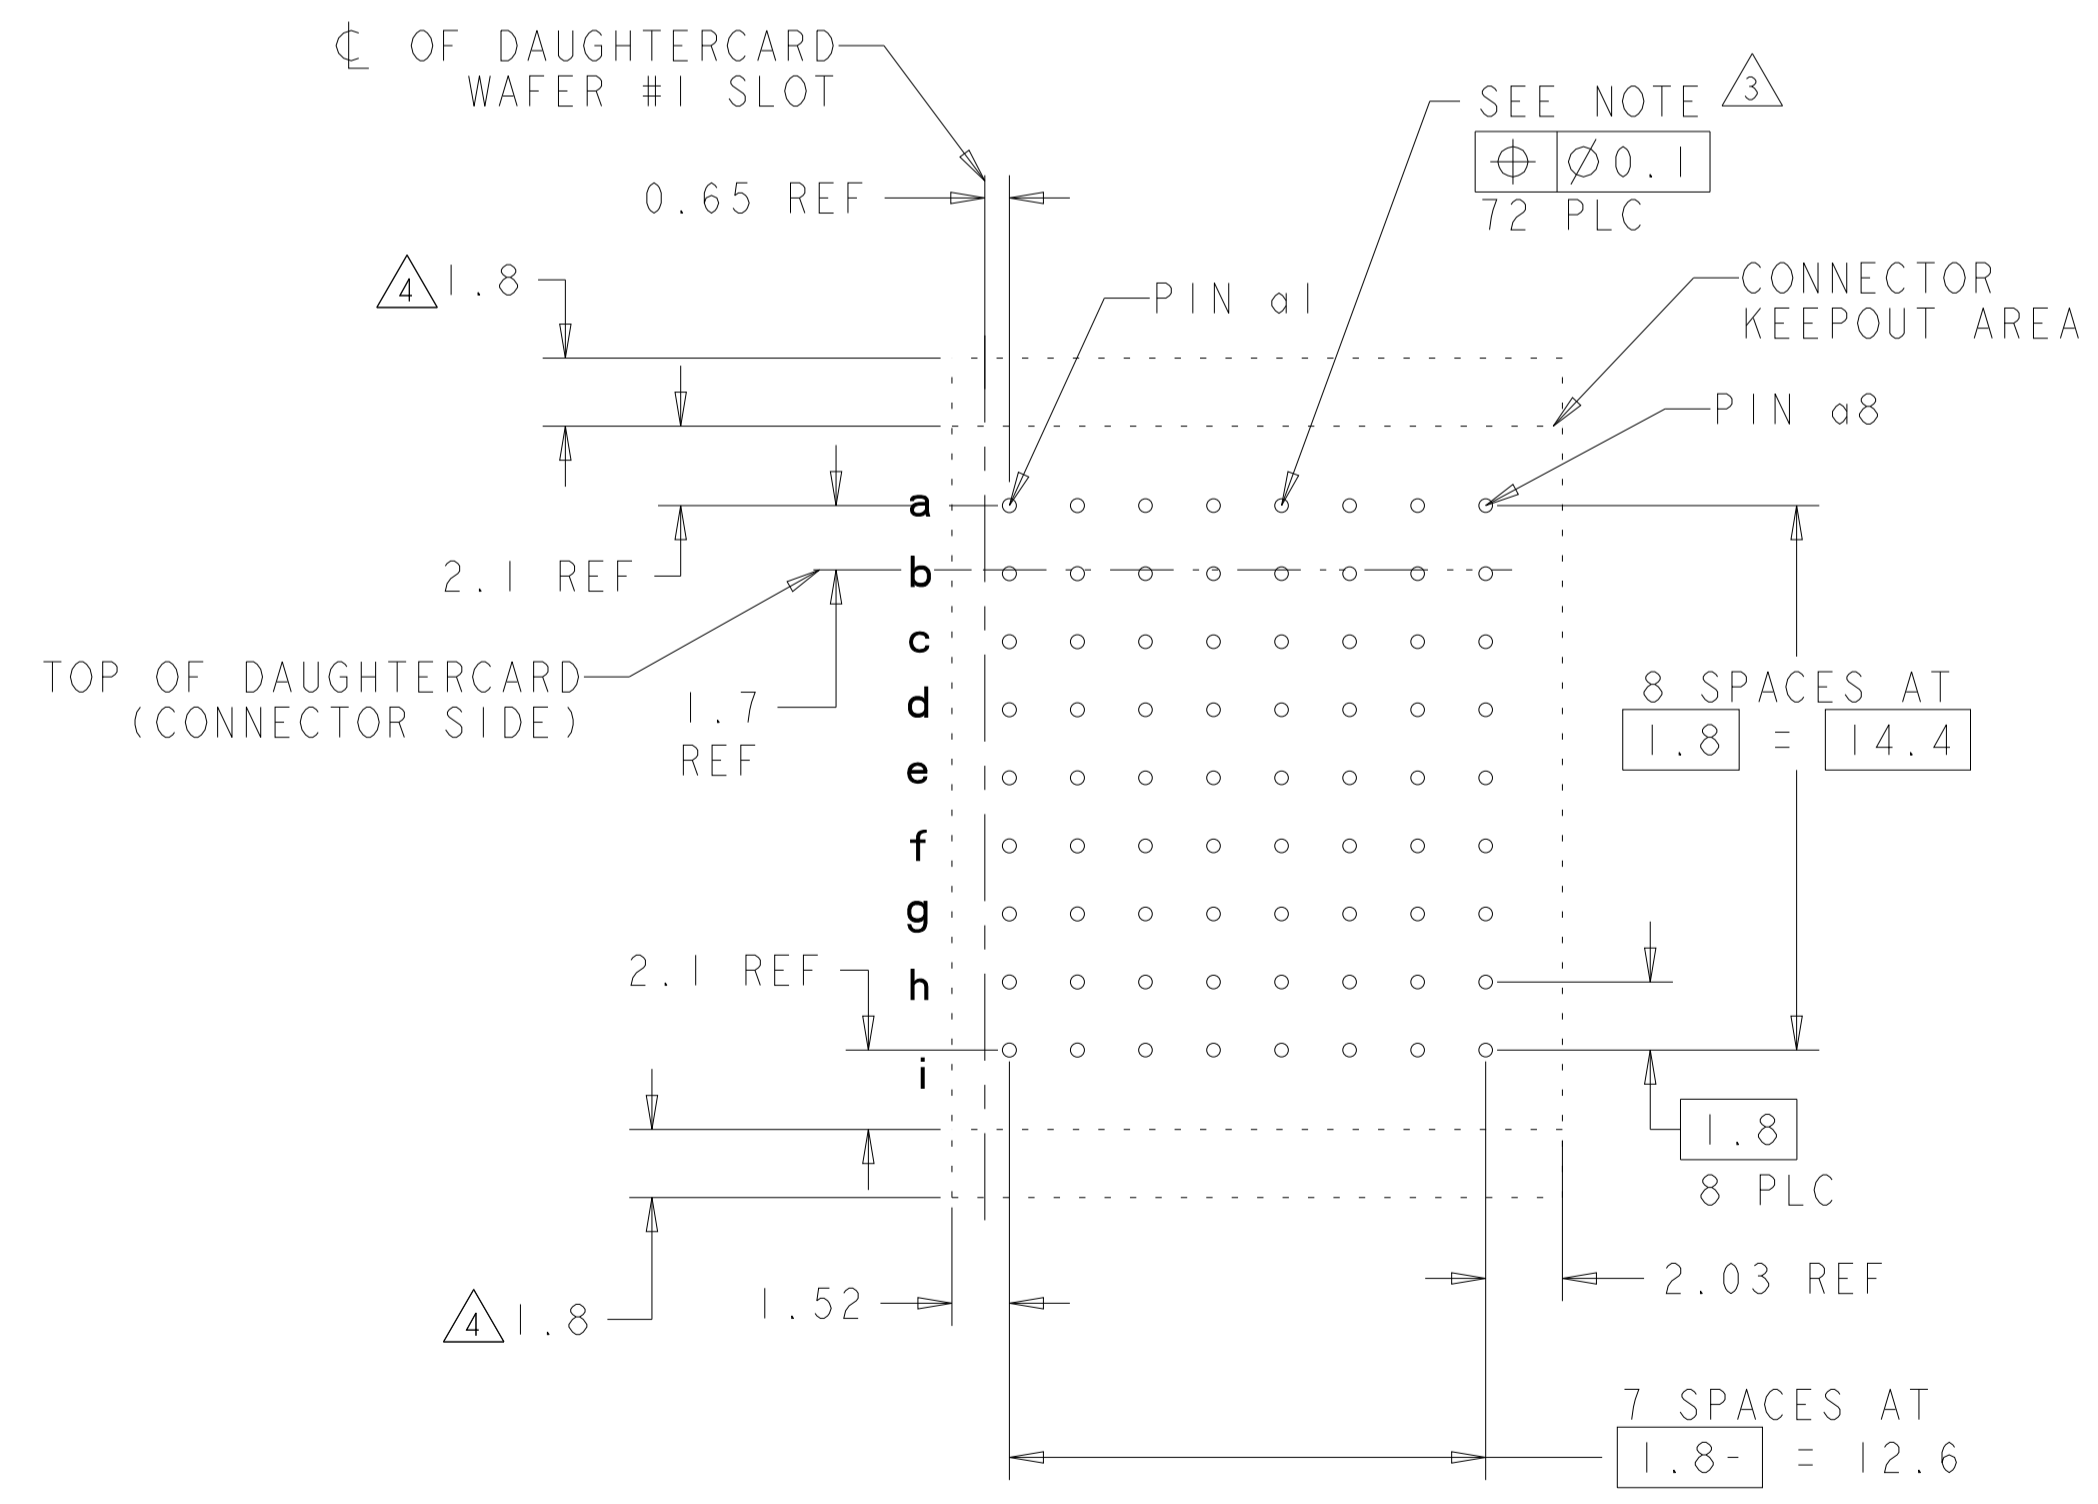 ℄ OF DAUGHTERCARD
WAFER #1 SLOT
SEE NOTE 3
⌖ ⌀0.1
72 PLC
0.65 REF
4 1.8
PIN a1
CONNECTOR
KEEPOUT AREA
PIN a8
a
2.1 REF
b
c
TOP OF DAUGHTERCARD
(CONNECTOR SIDE)
1.7
REF
d
8 SPACES AT
1.8 = 14.4
e
f
g
2.1 REF
h
i
1.8
8 PLC
2.03 REF
4 1.8
1.52
7 SPACES AT
1.8- = 12.6